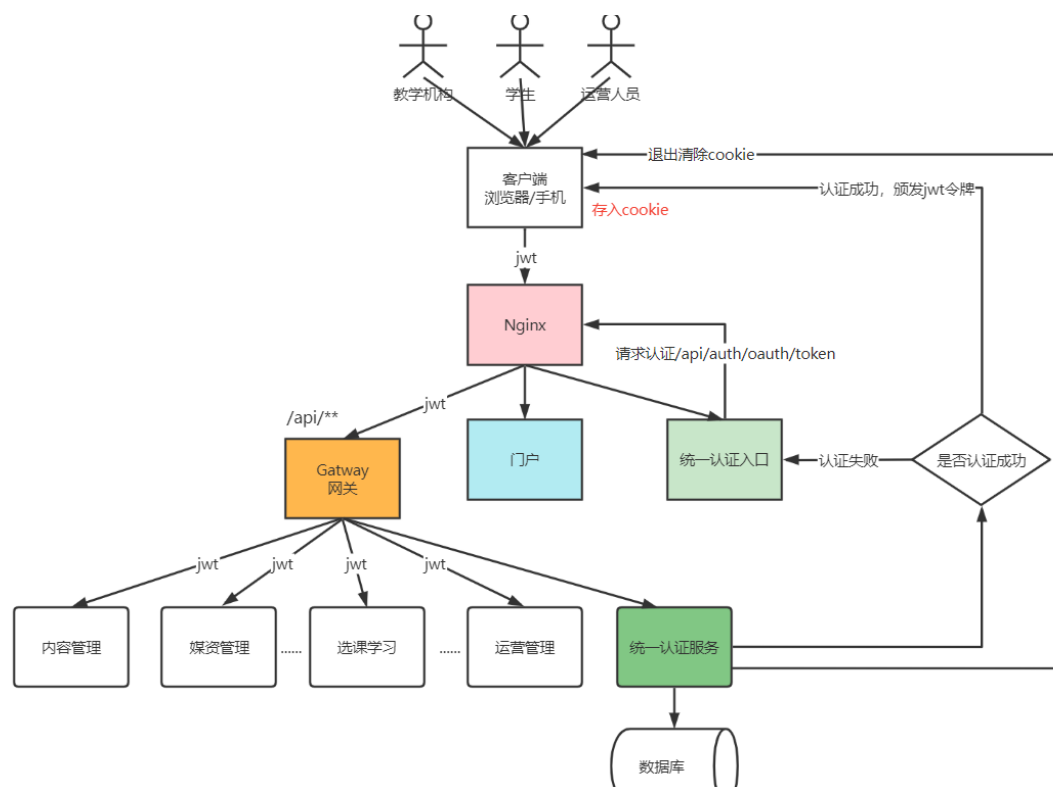 教学机构
学生
运营人员
退出清除cookie
客户端
浏览器/手机
认证成功，颁发jwt令牌
存入cookie
jwt
Nginx
请求认证/api/auth/oauth/token
jwt
/api/**
Gatway
网关
门户
统一认证入口
认证失败
是否认证成功
jwt
jwt
jwt
jwt
内容管理
媒资管理
......
选课学习
......
运营管理
统一认证服务
数据库